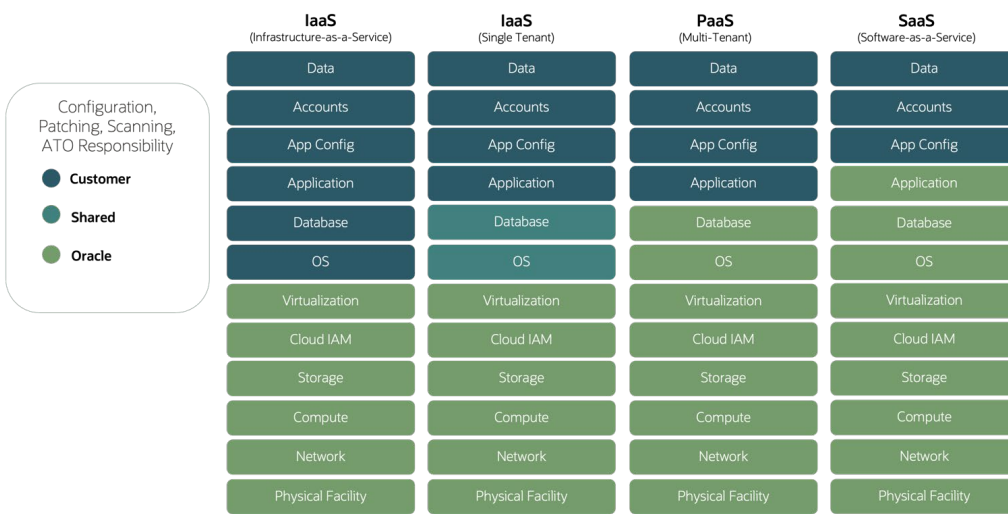 IaaS
(Infrastructure-as-a-Service)
IaaS
(Single Tenant)
PaaS
(Multi-Tenant)
SaaS
(Software-as-a-Service)
Configuration,
Patching, Scanning,
ATO Responsibility
Customer
Shared
Oracle
Data
Data
Data
Data
Accounts
Accounts
Accounts
Accounts
App Config
App Config
App Config
App Config
Application
Application
Application
Application
Database
Database
Database
Database
OS
OS
OS
OS
Virtualization
Virtualization
Virtualization
Virtualization
Cloud IAM
Cloud IAM
Cloud IAM
Cloud IAM
Storage
Storage
Storage
Storage
Compute
Compute
Compute
Compute
Network
Network
Network
Network
Physical Facility
Physical Facility
Physical Facility
Physical Facility